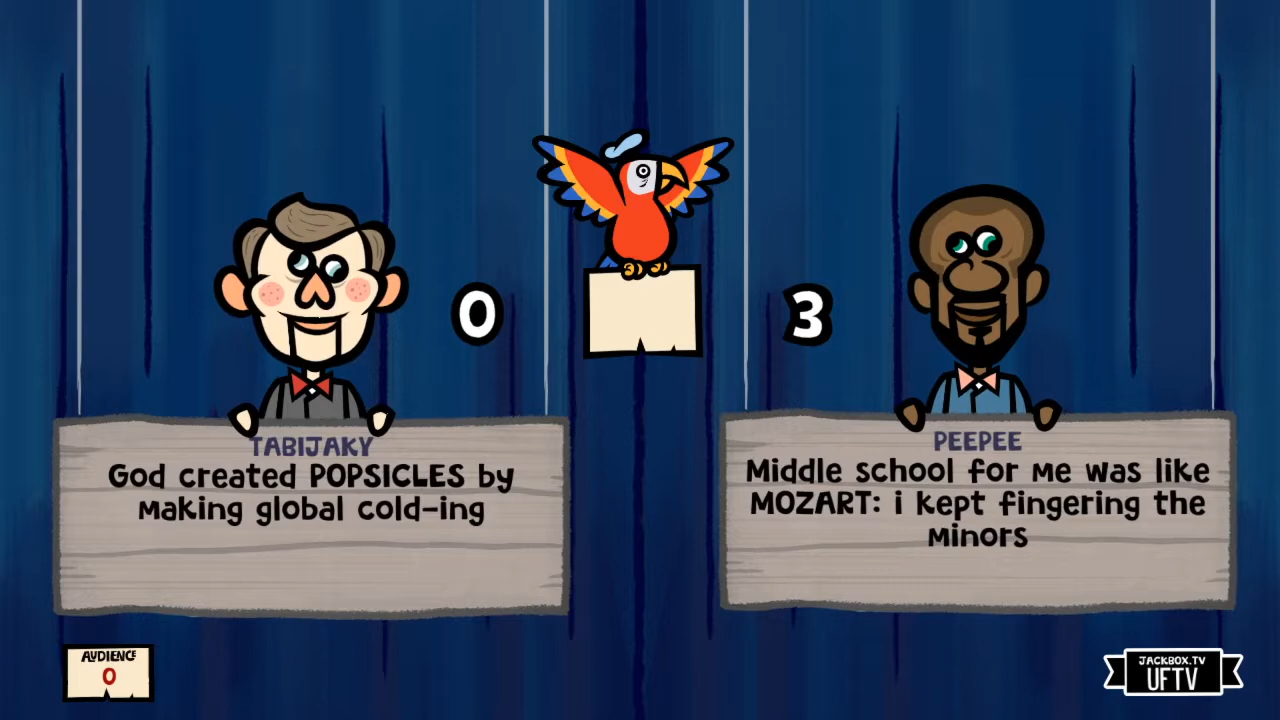 0
3
TABIJAKY
God created POPSICLES by
making global cold-ing
PEEPEE
Middle school for me was like
MOZART: i kept fingering the
minors
AUDIENCE
0
JACKBOX.TV
UFTV